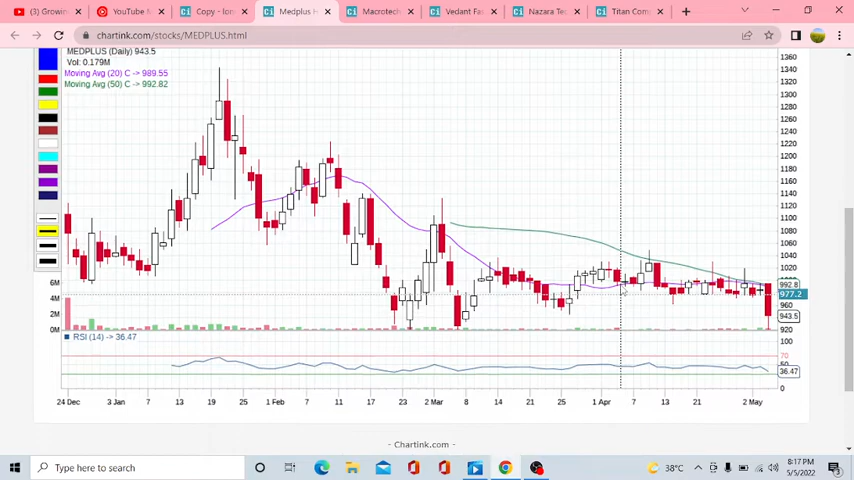 (3) Growin
YouTube M
Copy - lon
Medplus H
Macrotech
Vedant Fas
Nazara Tec
Titan Com
chartink.com/stocks/MEDPLUS.html
MEDPLUS (Daily) 943.5
Vol: 0.179M
Moving Avg (20) C -> 989.55
Moving Avg (50) C -> 992.82
1360
1340
1320
1300
1280
1260
1240
1220
1200
1180
1160
1140
1120
1100
1080
1060
1040
1020
992.8
977.2
960
943.5
920
6M
4M
2M
0M
RSI (14) -> 36.47
100
70
50
36.47
0
24 Dec 3 Jan 7 13 19 25 1 Feb 7 11 17 23 2 Mar 8 14 21 25 1 Apr 7 13 21 2 May
- Chartink.com -
Type here to search
38°C
8:17 PM
5/5/2022
3